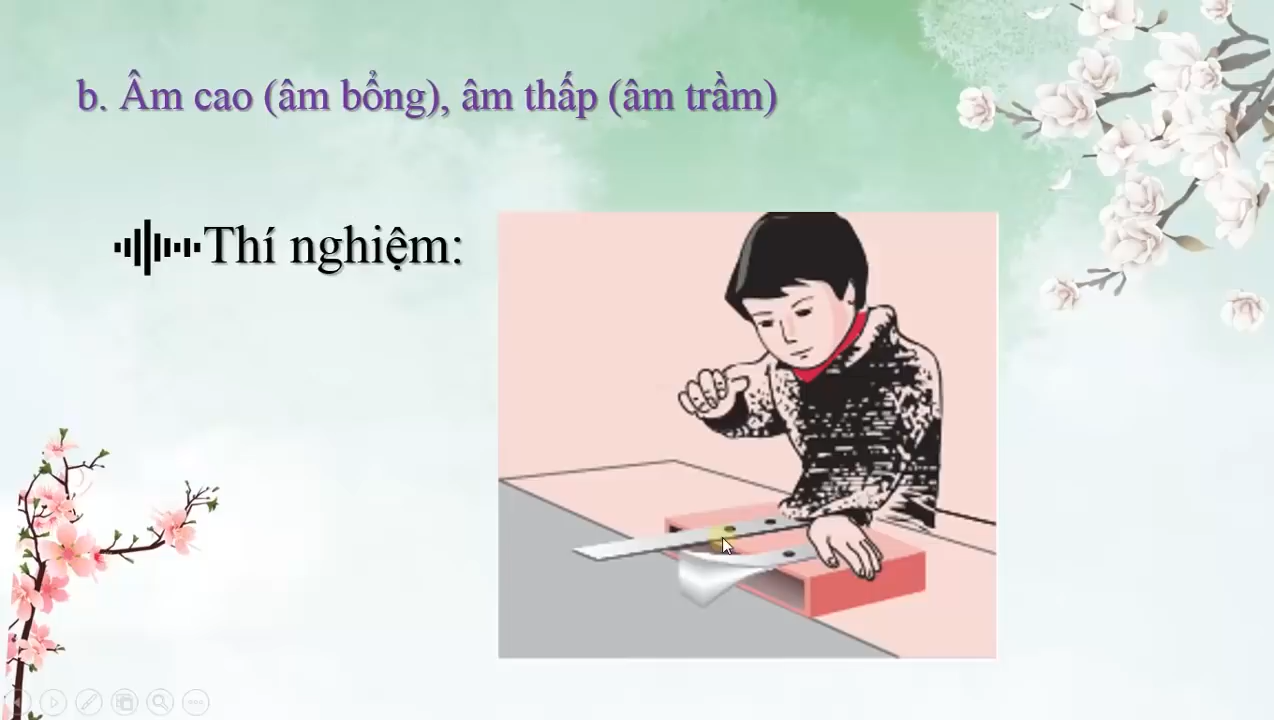 b. Âm cao (âm bổng), âm thấp (âm trầm)
Thí nghiệm: